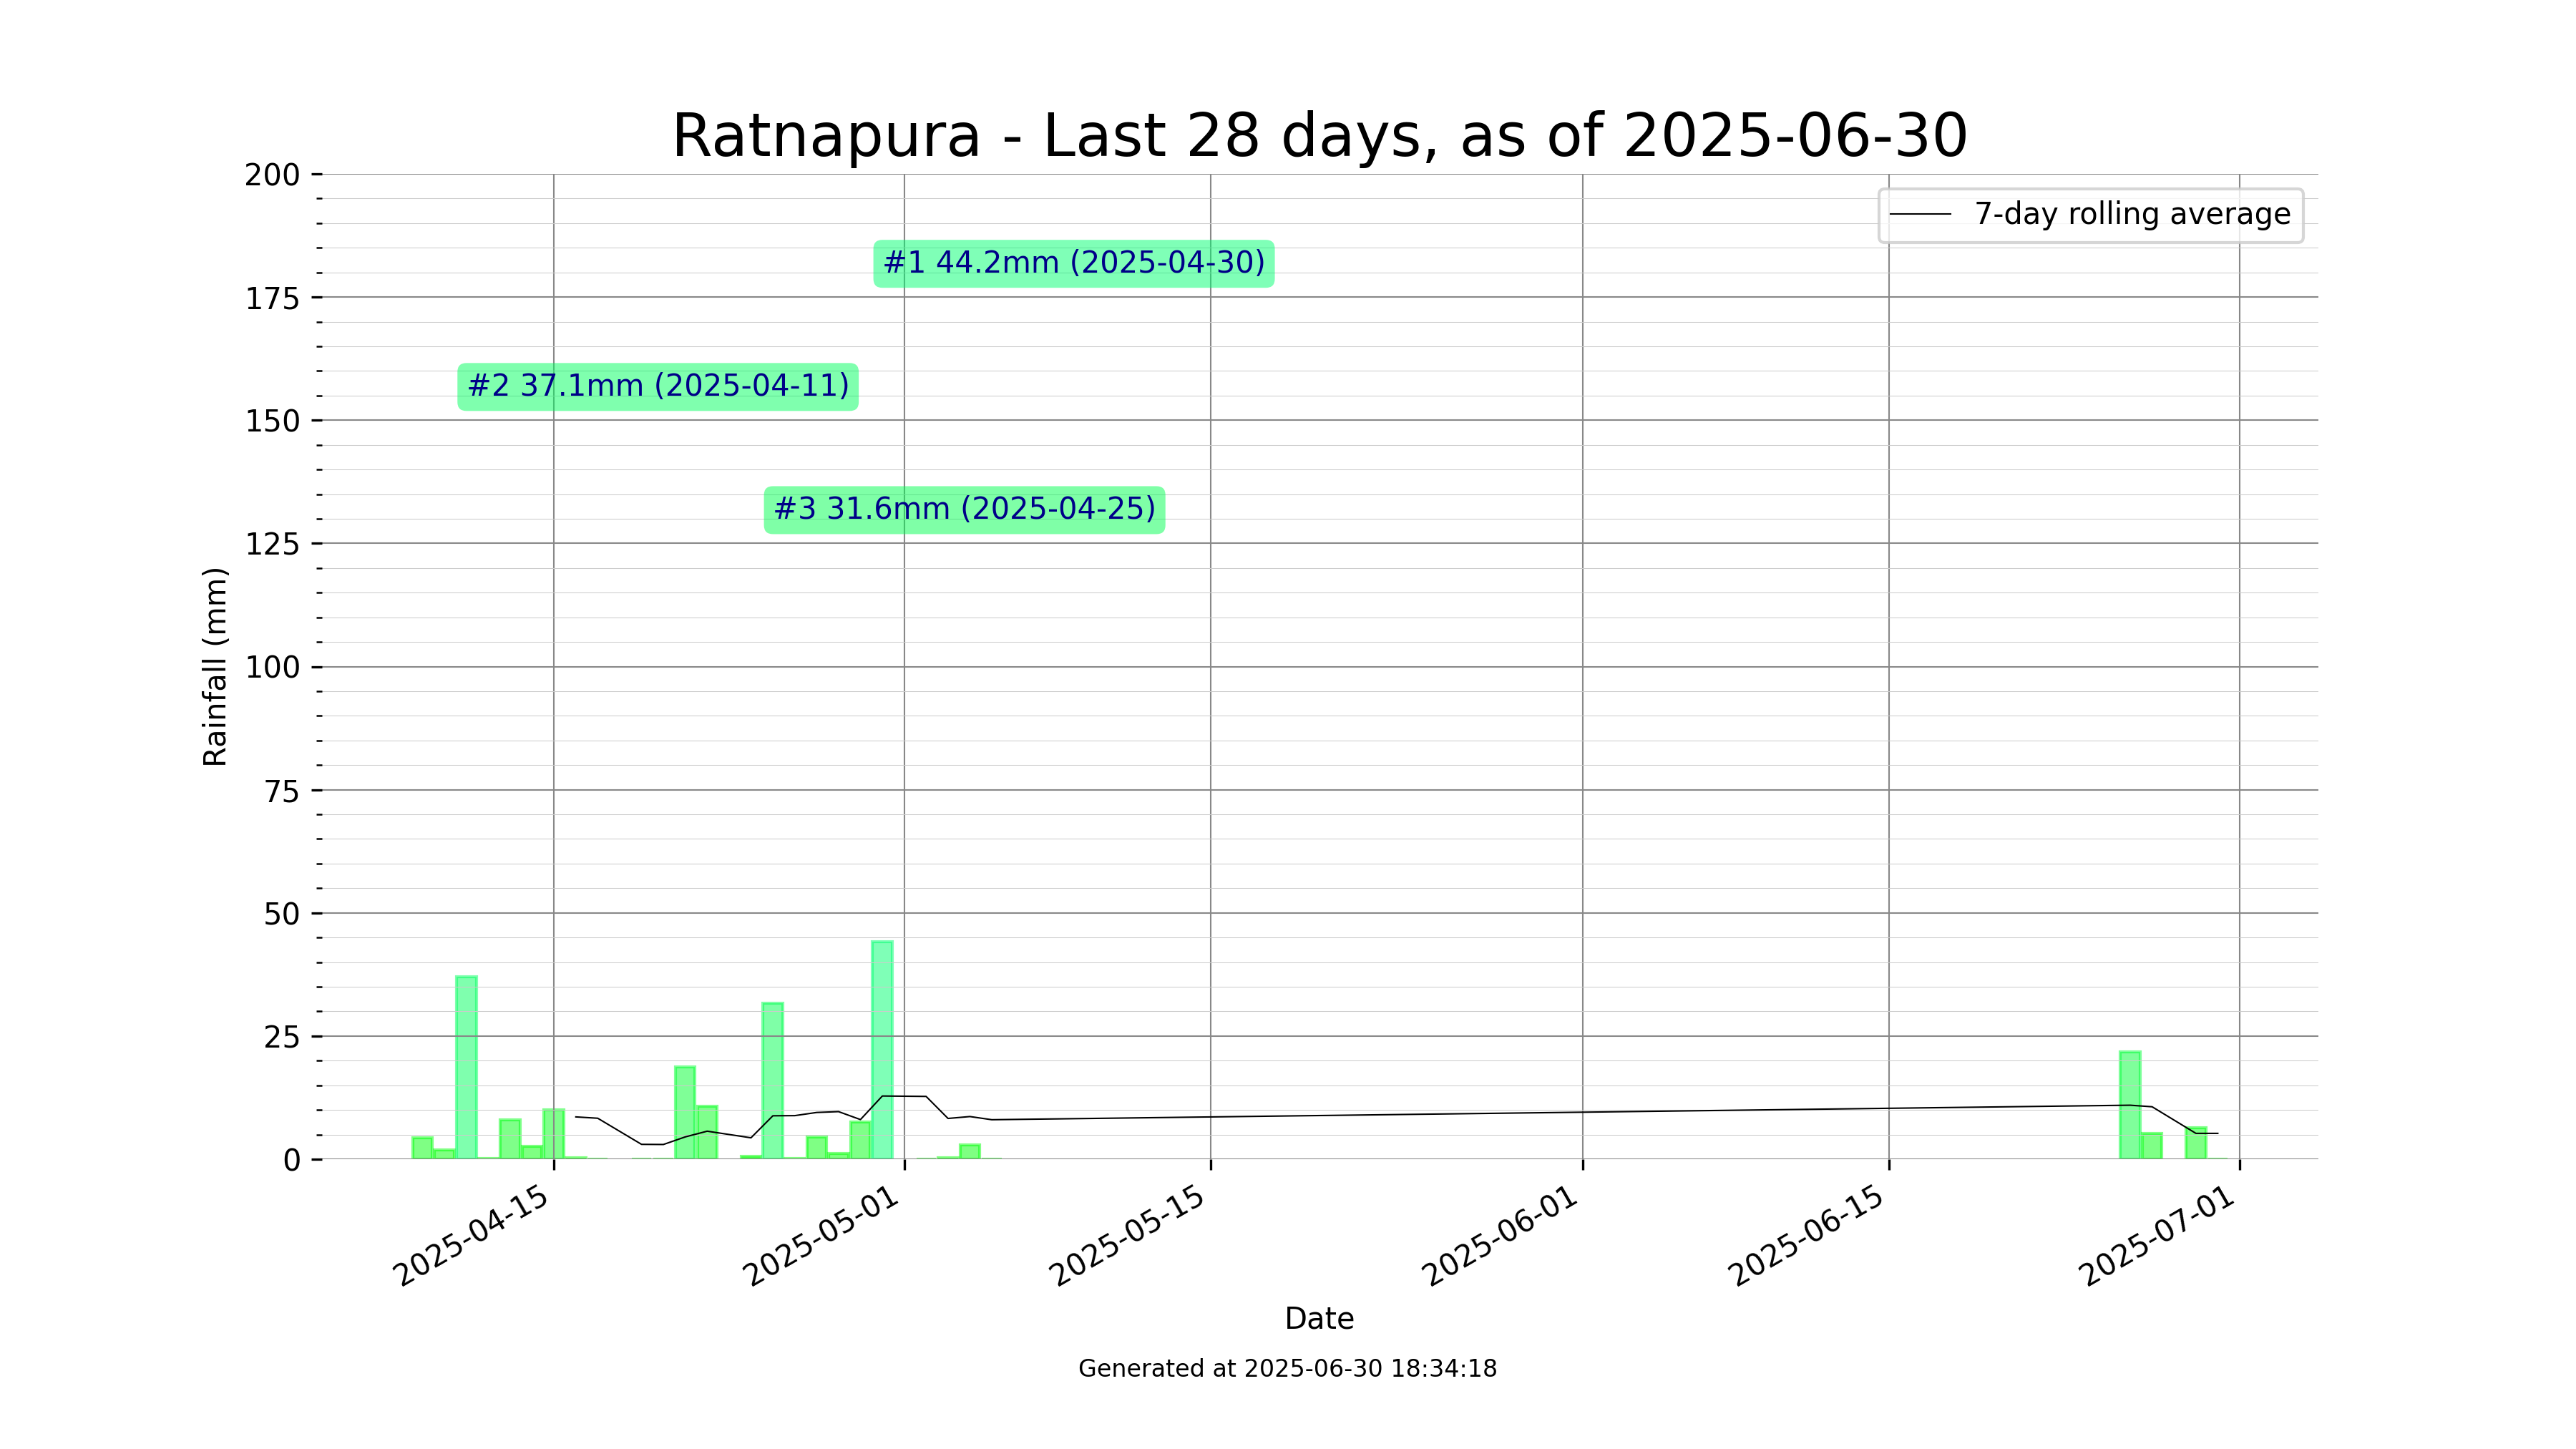 Ratnapura - Last 28 days, as of 2025-06-30
200
175
150
125
100
75
50
25
0
Rainfall (mm)
7-day rolling average
#1 44.2mm (2025-04-30)
#2 37.1mm (2025-04-11)
#3 31.6mm (2025-04-25)
2025-04-15
2025-05-01
2025-05-15
2025-06-01
2025-06-15
2025-07-01
Date
Generated at 2025-06-30 18:34:18